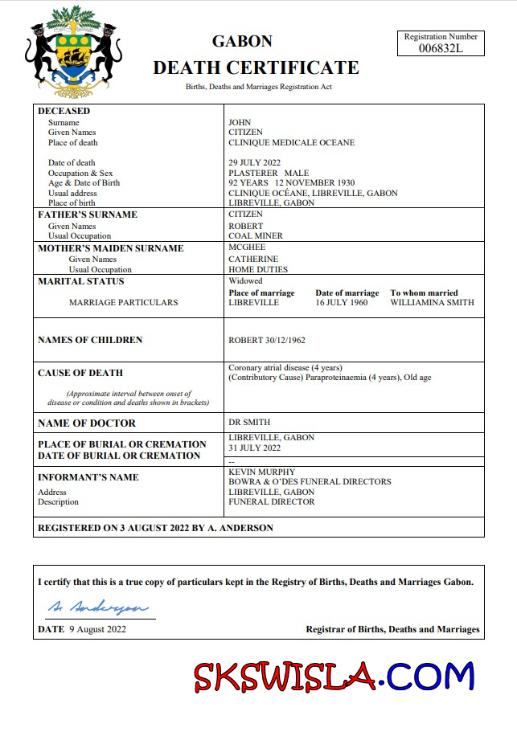 GABON
DEATH CERTIFICATE
Births, Deaths and Marriages Registration Act
Registration Number
006832L
DECEASED
Surname JOHN
Given Names CITIZEN
Place of death CLINIQUE MEDICALE OCEANE
Date of death 29 JULY 2022
Occupation & Sex PLASTERER MALE
Age & Date of Birth 92 YEARS 12 NOVEMBER 1930
Usual address CLINIQUE OCÉANE, LIBREVILLE, GABON
Place of birth LIBREVILLE, GABON
FATHER'S SURNAME CITIZEN
Given Names ROBERT
Usual Occupation COAL MINER
MOTHER'S MAIDEN SURNAME MCGHEE
Given Names CATHERINE
Usual Occupation HOME DUTIES
MARITAL STATUS Widowed
Place of marriage Date of marriage To whom married
MARRIAGE PARTICULARS LIBREVILLE 16 JULY 1960 WILLIAMINA SMITH
NAMES OF CHILDREN ROBERT 30/12/1962
CAUSE OF DEATH Coronary atrial disease (4 years)
(Contributory Cause) Paraproteinaemia (4 years), Old age
(Approximate interval between onset of
disease or condition and deaths shown in brackets)
NAME OF DOCTOR DR SMITH
PLACE OF BURIAL OR CREMATION LIBREVILLE, GABON
DATE OF BURIAL OR CREMATION 31 JULY 2022
--
INFORMANT'S NAME KEVIN MURPHY
BOWRA & O'DES FUNERAL DIRECTORS
Address LIBREVILLE, GABON
Description FUNERAL DIRECTOR
REGISTERED ON 3 AUGUST 2022 BY A. ANDERSON
I certify that this is a true copy of particulars kept in the Registry of Births, Deaths and Marriages Gabon.
A. Anderson
DATE 9 August 2022 Registrar of Births, Deaths and Marriages
SKSWISLA.COM